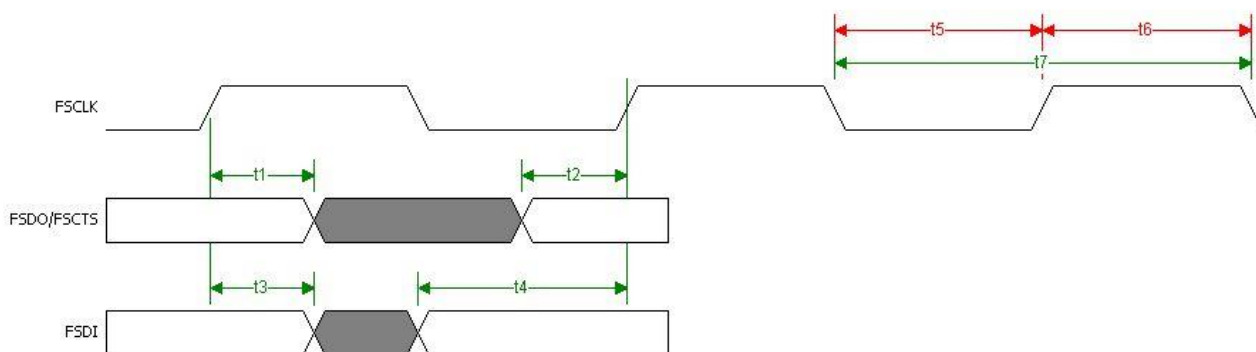 t5 t6
t7
FSCLK
t1 t2
FSDO/FSCTS
t3 t4
FSDI